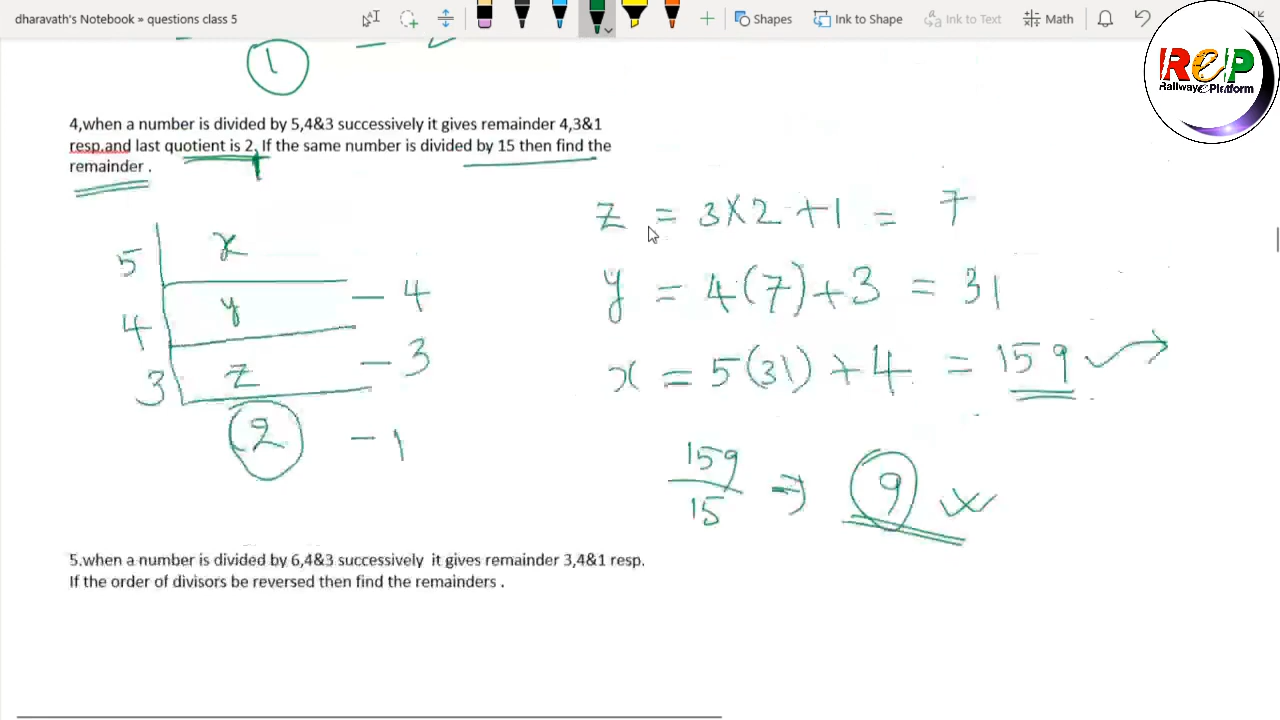 dharavath's Notebook » questions class 5
Shapes
Ink to Shape
Ink to Text
Math
ReP
Railway Platform
1
4,when a number is divided by 5,4&3 successively it gives remainder 4,3&1
resp.and last quotient is 2, If the same number is divided by 15 then find the
remainder .
5 x
4 y - 4
3 z - 3
2 - 1
z = 3×2 +1 = 7
y = 4(7)+3 = 31
x = 5(31) + 4 = 159
159/15 ⇒ 9
5.when a number is divided by 6,4&3 successively it gives remainder 3,4&1 resp.
If the order of divisors be reversed then find the remainders .